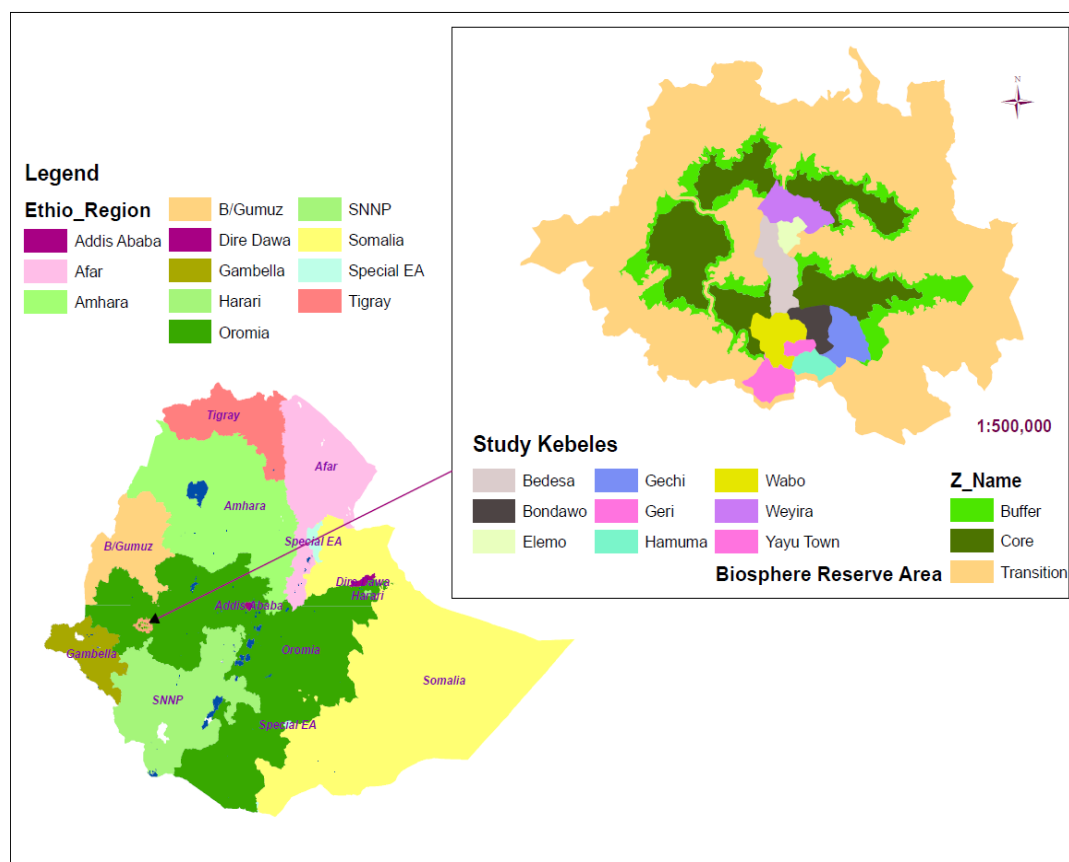 N
1:500,000
Legend
Ethio_Region
Addis Ababa
Afar
Amhara
B/Gumuz
Dire Dawa
Gambella
Harari
Oromia
SNNP
Somalia
Special EA
Tigray
Study Kebeles
Bedesa
Bondawo
Elemo
Gechi
Geri
Hamuma
Wabo
Weyira
Yayu Town
Biosphere Reserve Area
Z_Name
Buffer
Core
Transition
Tigray
Afar
Amhara
B/Gumuz
Special EA
Dire Dawa
Harari
Addis Ababa
Gambella
Oromia
Somalia
SNNP
Special EA